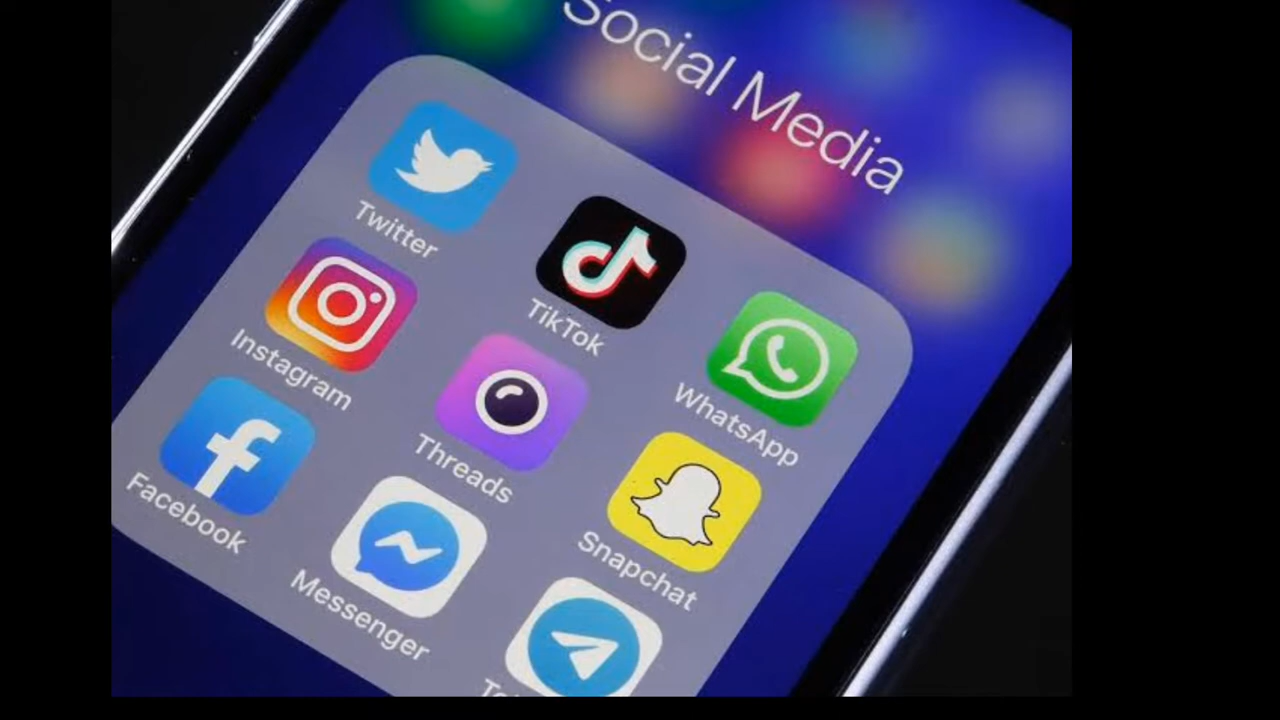 Social Media
Twitter
TikTok
WhatsApp
Instagram
Threads
Snapchat
Facebook
Messenger